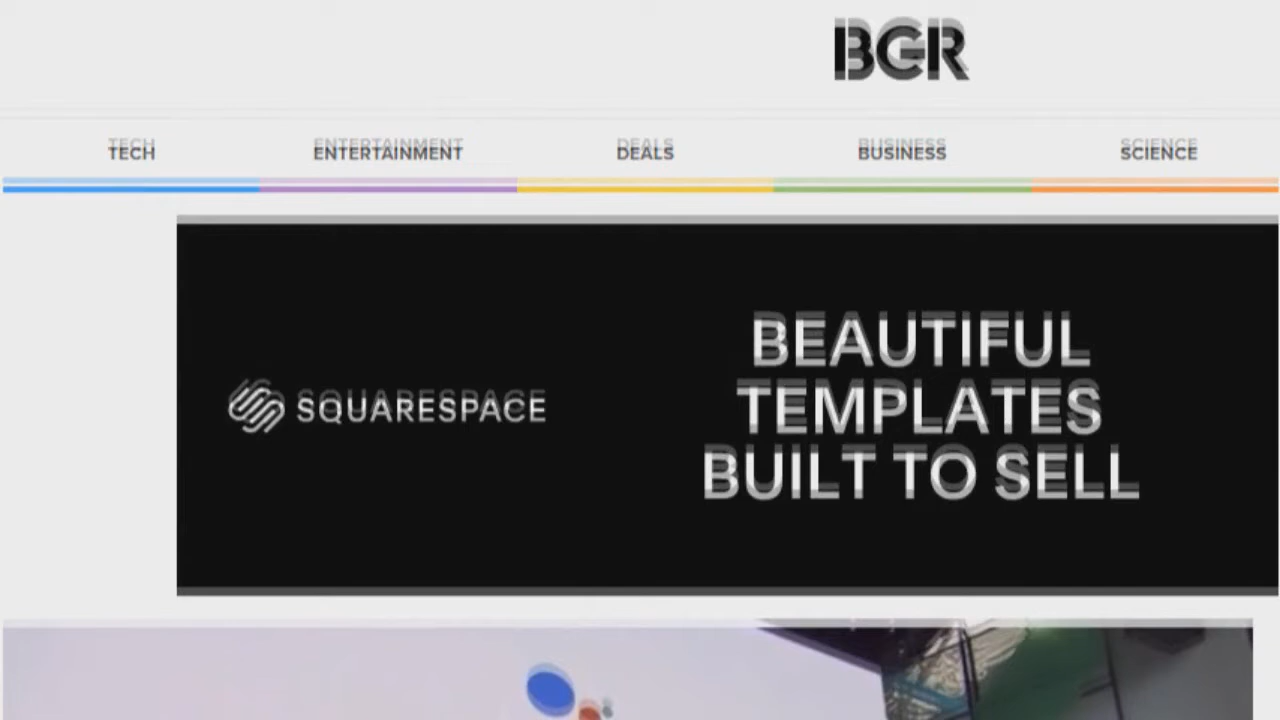 BGR
TECH ENTERTAINMENT DEALS BUSINESS SCIENCE
SQUARESPACE
BEAUTIFUL
TEMPLATES
BUILT TO SELL